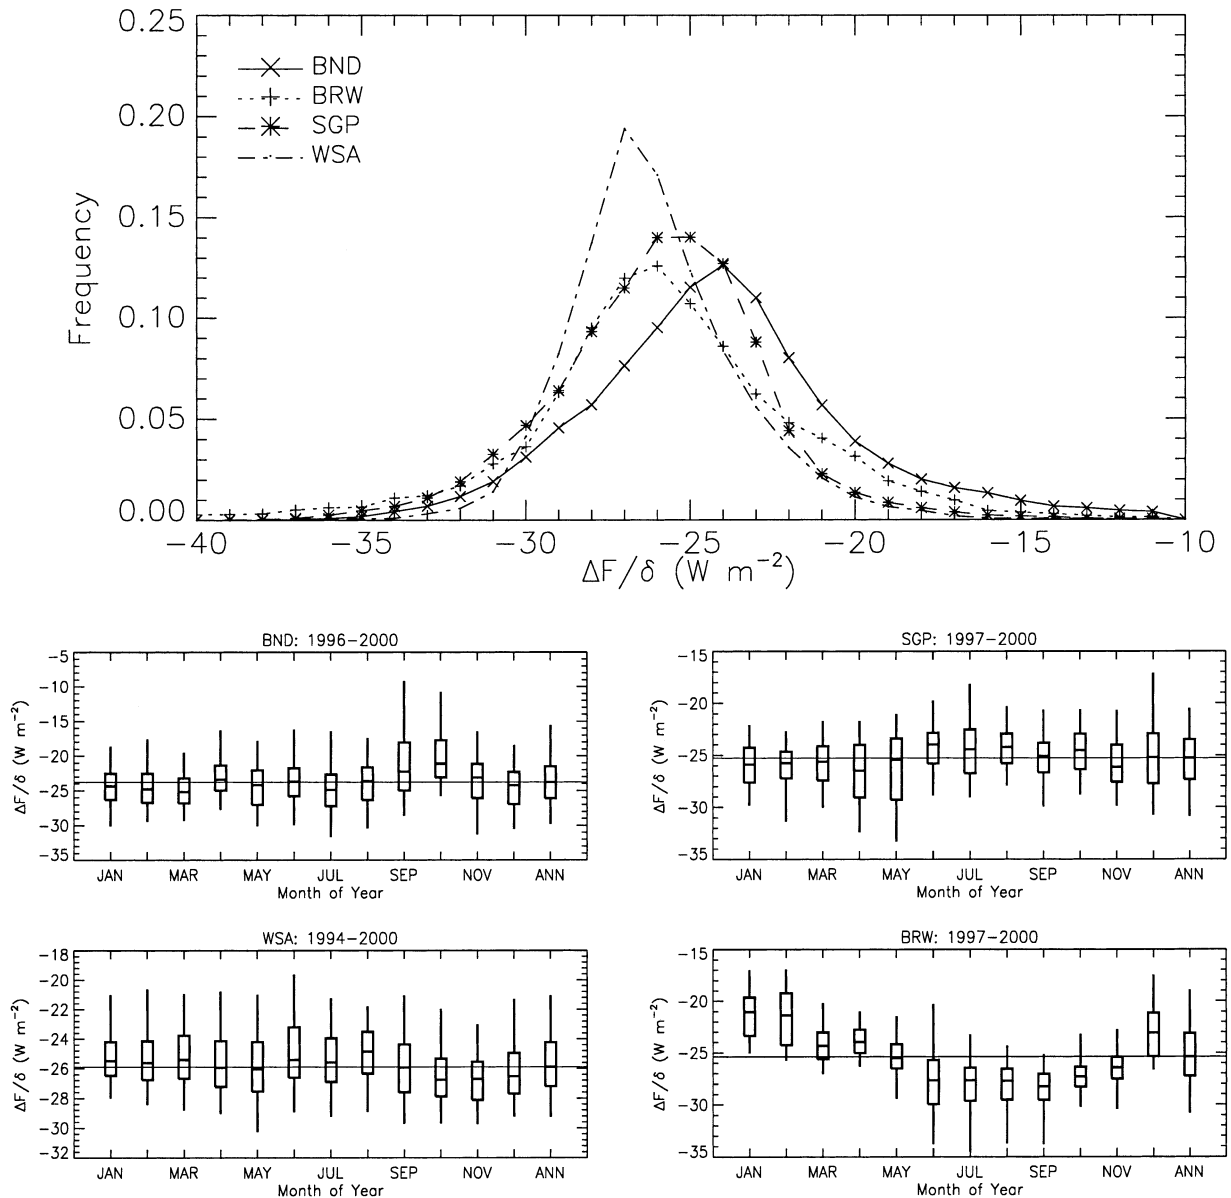 0.25
0.20
0.15
0.10
0.05
0.00
Frequency
BND
BRW
SGP
WSA
−40 −35 −30 −25 −20 −15 −10
ΔF/δ (W m−2)
BND: 1996−2000
−5
−10
−15
−20
−25
−30
−35
ΔF/δ (W m−2)
JAN MAR MAY JUL SEP NOV ANN
Month of Year
SGP: 1997−2000
−15
−20
−25
−30
−35
ΔF/δ (W m−2)
JAN MAR MAY JUL SEP NOV ANN
Month of Year
WSA: 1994−2000
−18
−20
−22
−24
−26
−28
−30
−32
ΔF/δ (W m−2)
JAN MAR MAY JUL SEP NOV ANN
Month of Year
BRW: 1997−2000
−15
−20
−25
−30
−35
ΔF/δ (W m−2)
JAN MAR MAY JUL SEP NOV ANN
Month of Year